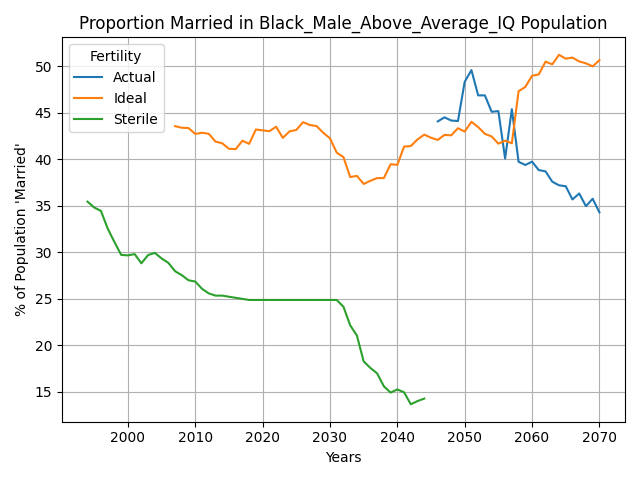 Proportion Married in Black_Male_Above_Average_IQ Population
Fertility
Actual
Ideal
Sterile
% of Population 'Married'
50
45
40
35
30
25
20
15
2000 2010 2020 2030 2040 2050 2060 2070
Years